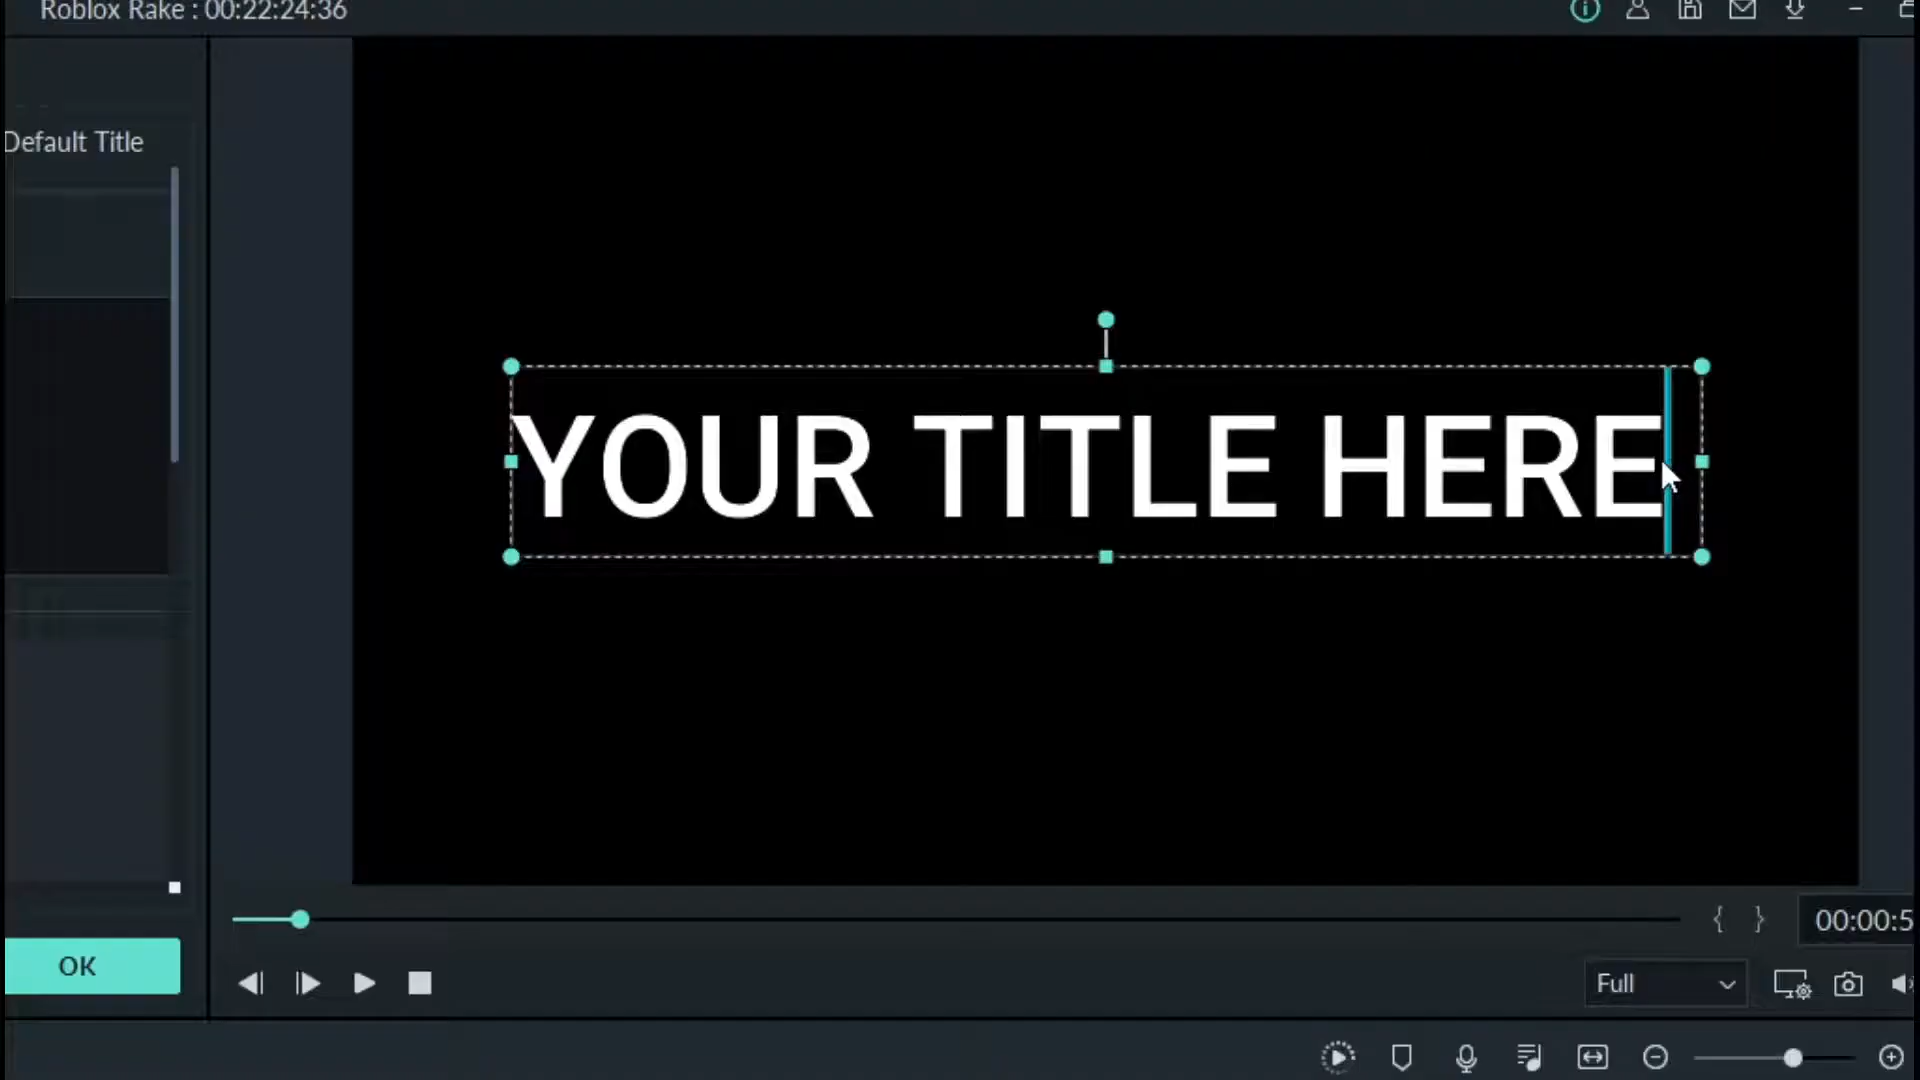 Roblox Rake : 00:22:24:36
Default Title
YOUR TITLE HERE
{ }
00:00:5
OK
Full